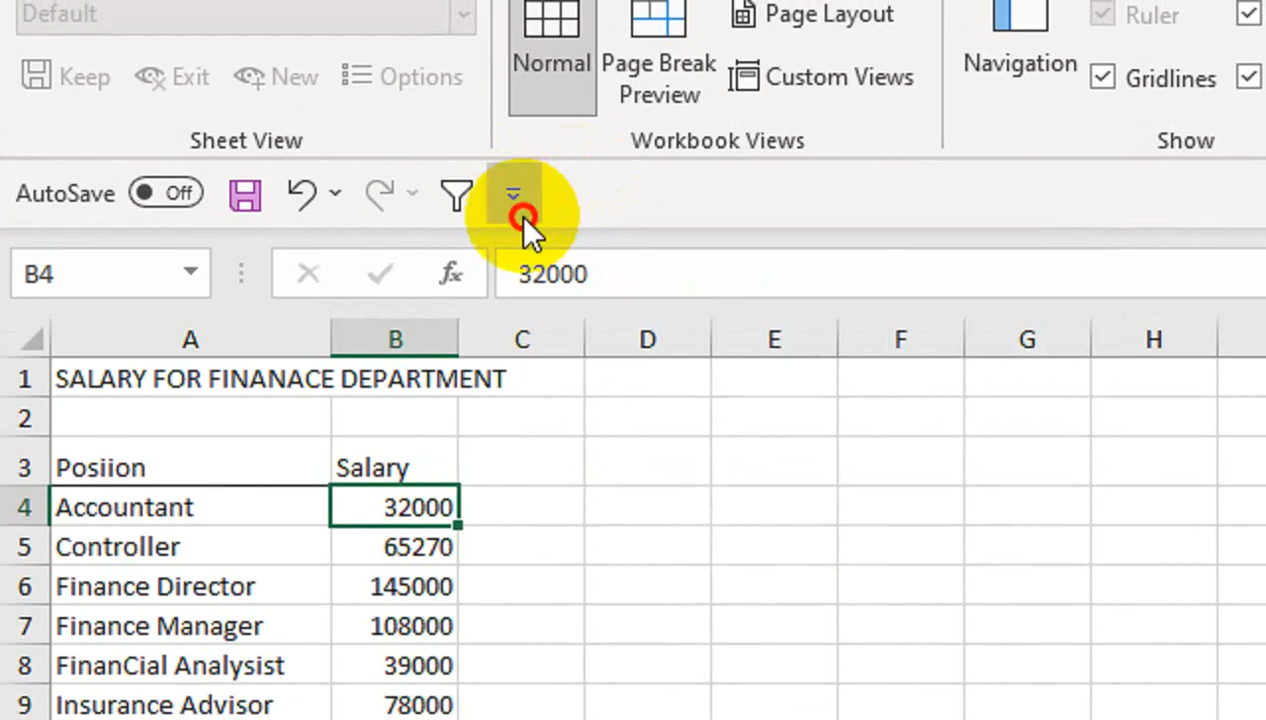 Default
Keep Exit New Options
Sheet View
Normal
Page Break Preview
Page Layout
Custom Views
Workbook Views
Navigation
Ruler
Gridlines
Show
AutoSave Off
B4 fx 32000
A B C D E F G H
1 SALARY FOR FINANACE DEPARTMENT
2
3 Posiion Salary
4 Accountant 32000
5 Controller 65270
6 Finance Director 145000
7 Finance Manager 108000
8 FinanCial Analysist 39000
9 Insurance Advisor 78000